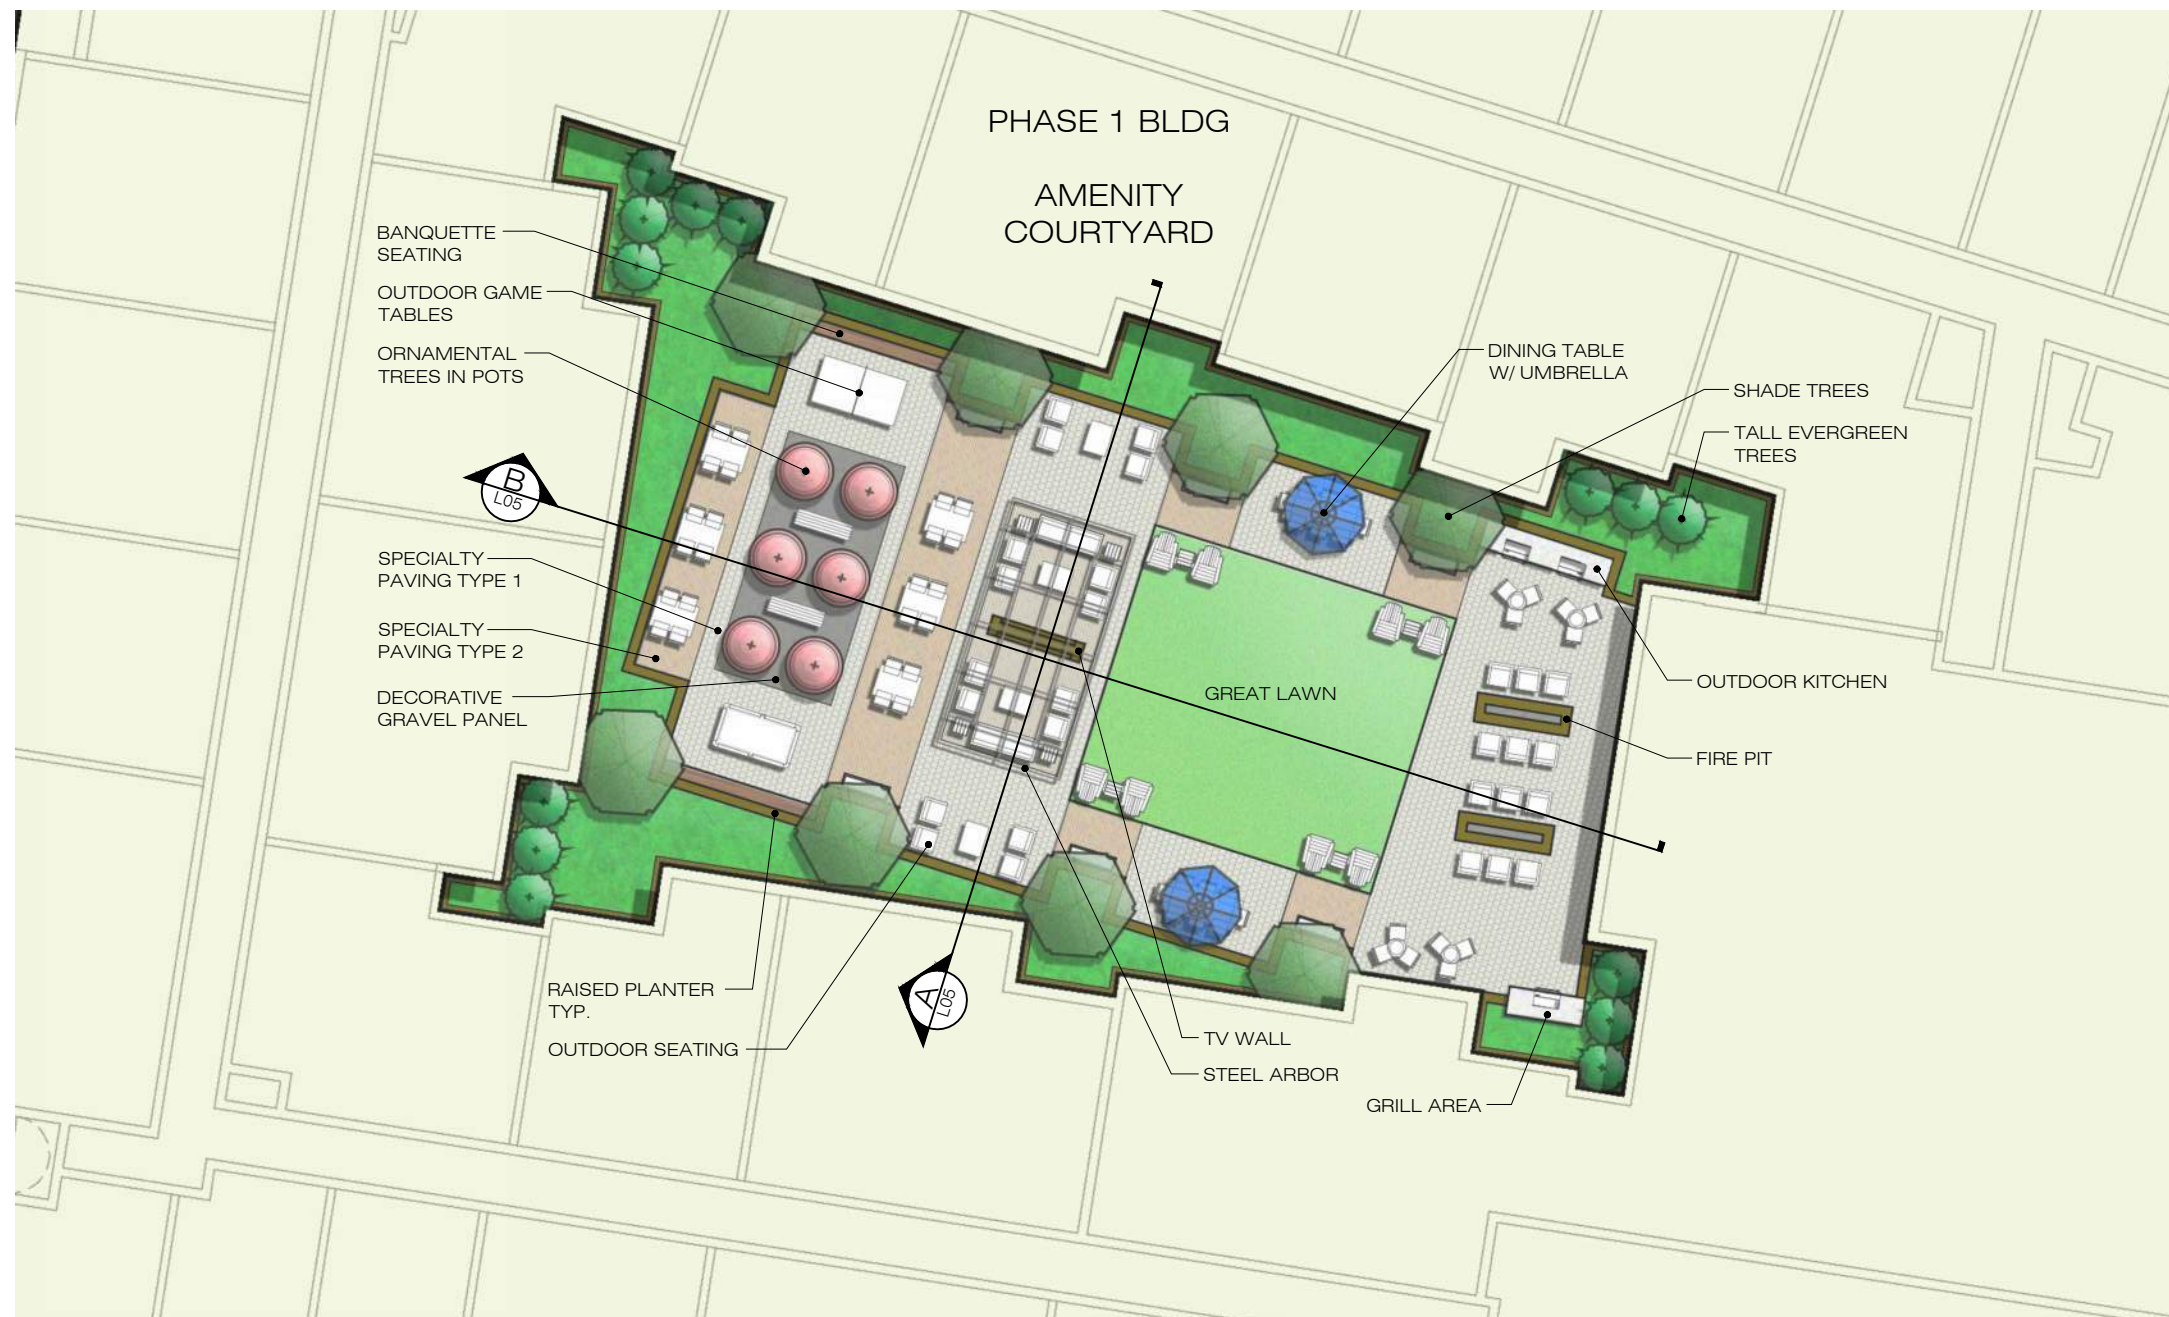 PHASE 1 BLDG
AMENITY
COURTYARD
BANQUETTE
SEATING
OUTDOOR GAME
TABLES
ORNAMENTAL
TREES IN POTS
B
L05
SPECIALTY
PAVING TYPE 1
SPECIALTY
PAVING TYPE 2
DECORATIVE
GRAVEL PANEL
RAISED PLANTER
TYP.
OUTDOOR SEATING
A
L05
DINING TABLE
W/ UMBRELLA
SHADE TREES
TALL EVERGREEN
TREES
GREAT LAWN
OUTDOOR KITCHEN
FIRE PIT
TV WALL
STEEL ARBOR
GRILL AREA